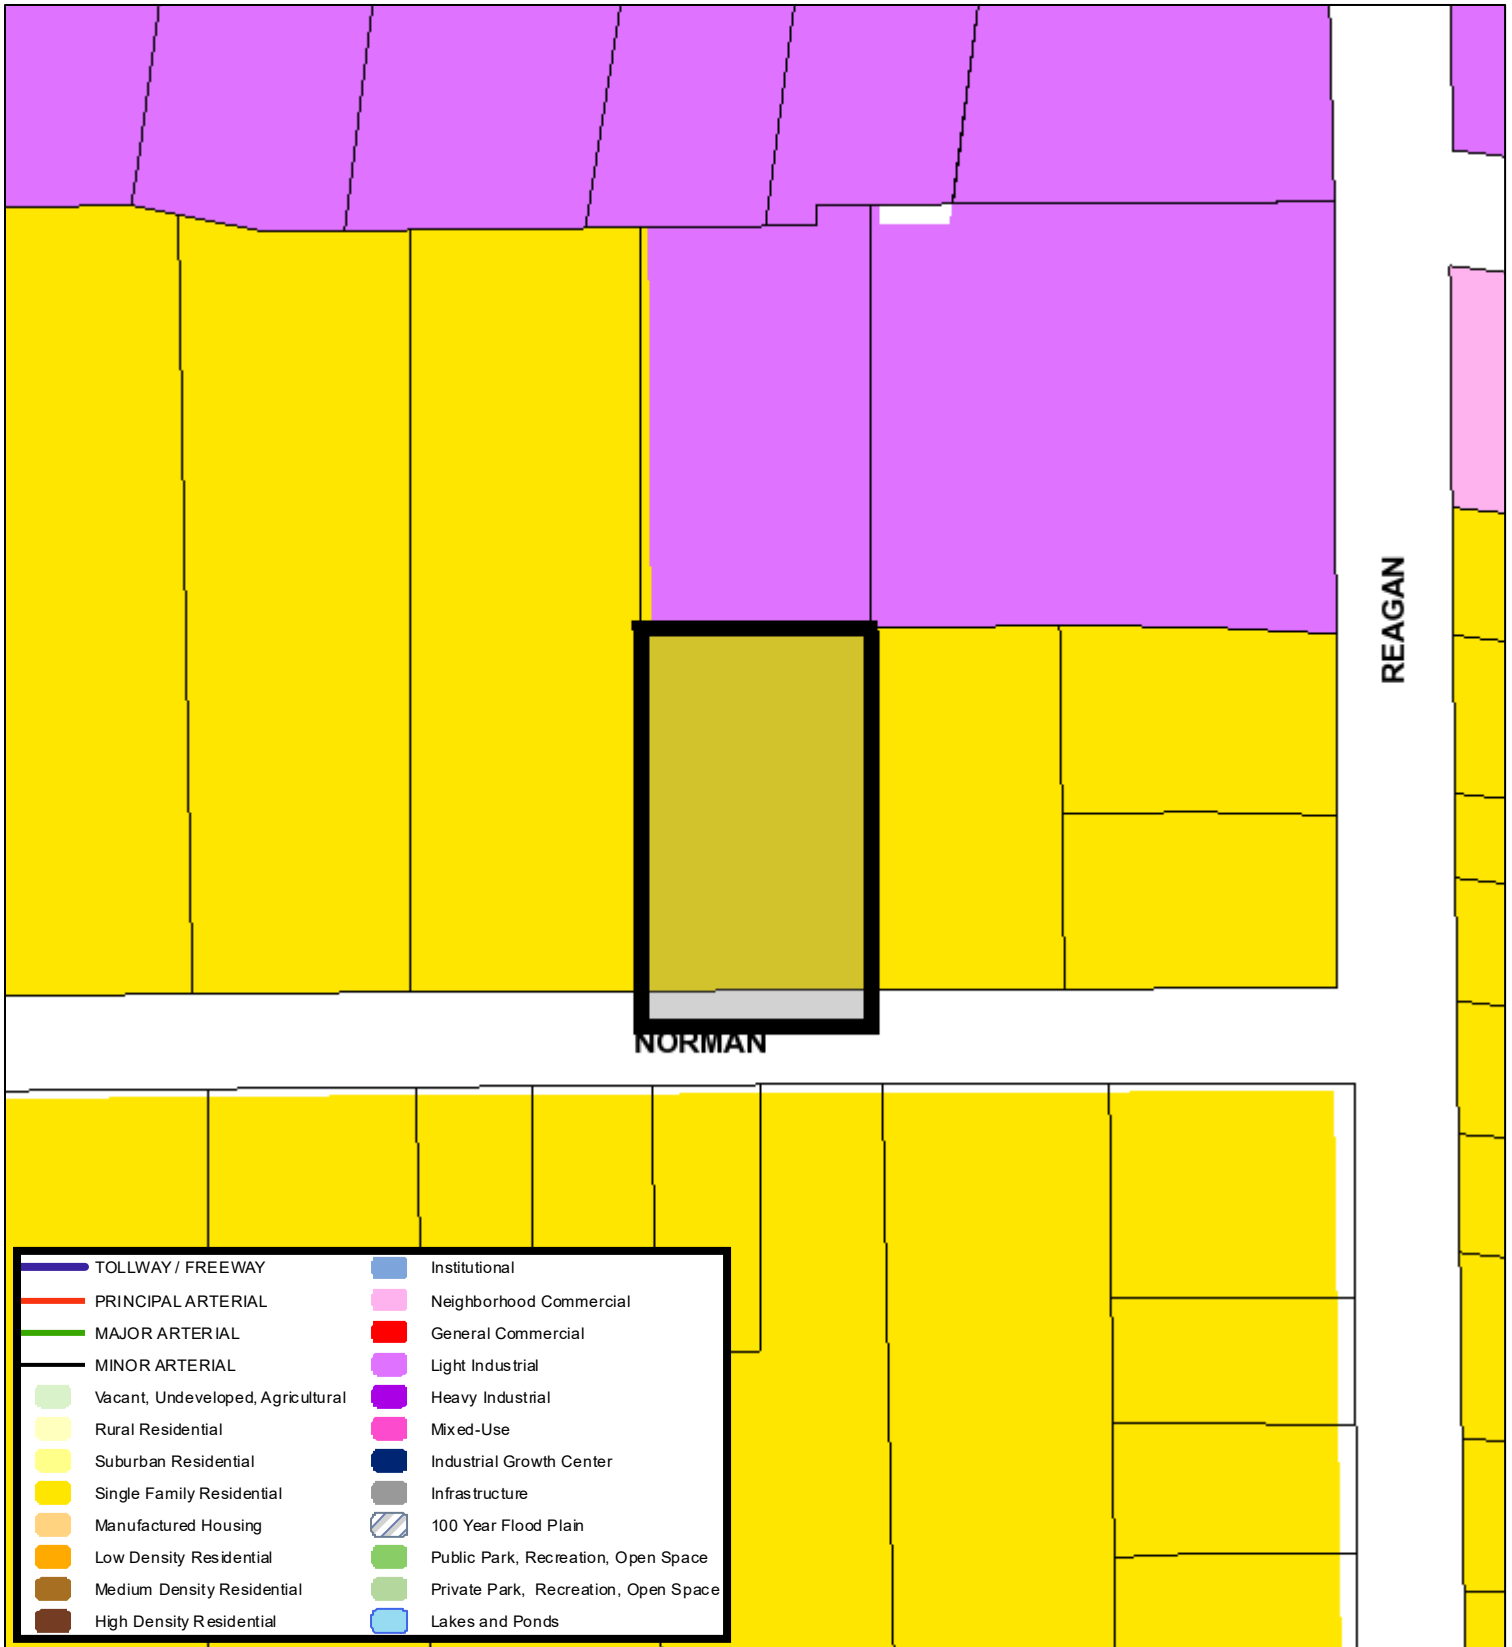 REAGAN
NORMAN
TOLLWAY / FREEWAY
PRINCIPAL ARTERIAL
MAJOR ARTERIAL
MINOR ARTERIAL
Vacant, Undeveloped, Agricultural
Rural Residential
Suburban Residential
Single Family Residential
Manufactured Housing
Low Density Residential
Medium Density Residential
High Density Residential
Institutional
Neighborhood Commercial
General Commercial
Light Industrial
Heavy Industrial
Mixed-Use
Industrial Growth Center
Infrastructure
100 Year Flood Plain
Public Park, Recreation, Open Space
Private Park, Recreation, Open Space
Lakes and Ponds